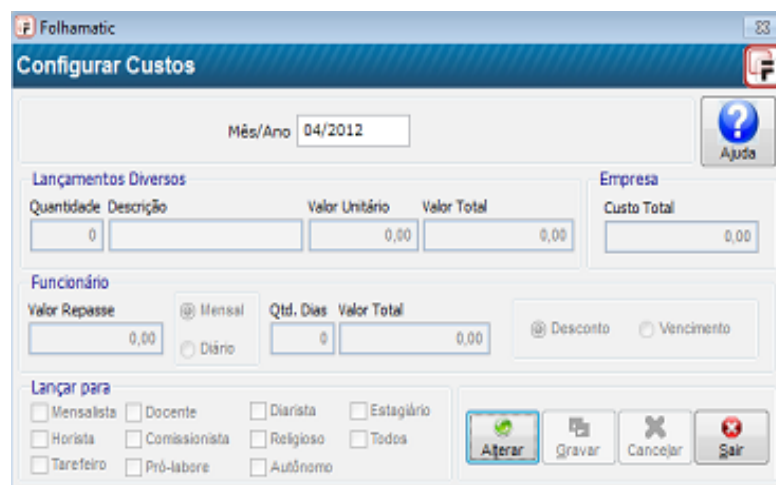 Folhamatic
Configurar Custos
Mês/Ano 04/2012
Ajuda
Lançamentos Diversos
Quantidade Descrição Valor Unitário Valor Total
0 0,00 0,00
Empresa
Custo Total
0,00
Funcionário
Valor Repasse Mensal Qtd. Dias Valor Total
0,00 Diário 0 0,00 Desconto Vencimento
Lançar para
Mensalista Docente Diarista Estagiário
Horista Comissionista Religioso Todos
Tarefeiro Pró-labore Autônomo
Alterar Gravar Cancelar Sair